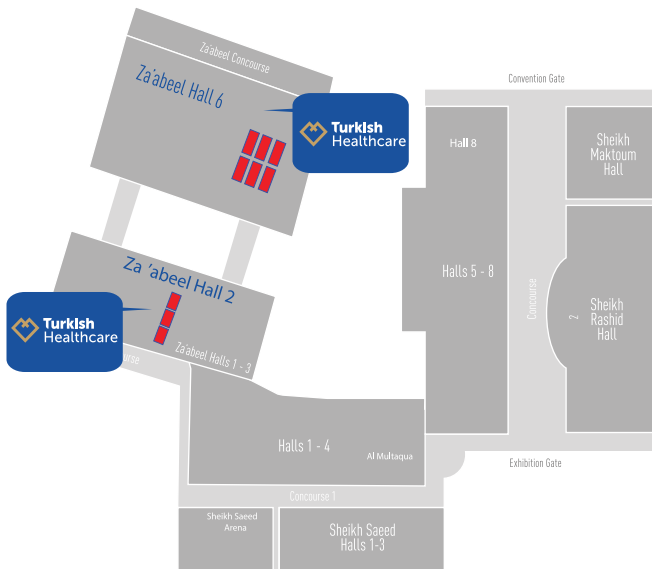 Za'abeel Concourse
Za'abeel Hall 6
TurkIsh
Healthcare
Convention Gate
Hall 8
Sheikh
Maktoum
Hall
Halls 5 - 8
Concourse
2
Sheikh
Rashid
Hall
Za 'abeel Hall 2
TurkIsh
Healthcare
Za'abeel Halls 1 - 3
Halls 1 - 4
Al Multaqua
Exhibition Gate
Concourse 1
Sheikh Saeed
Arena
Sheikh Saeed
Halls 1-3